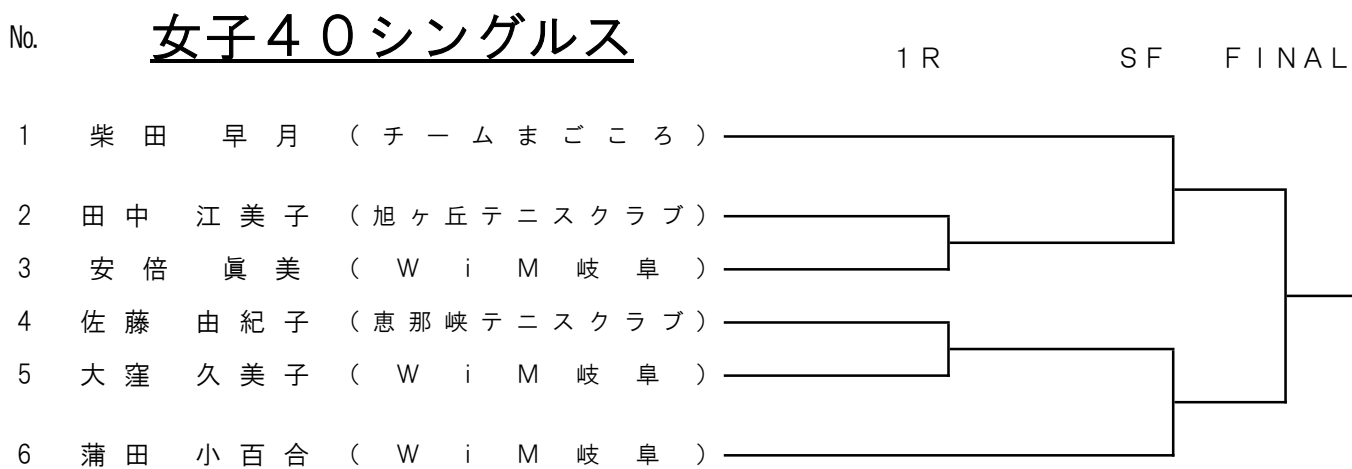 No. 女子４０シングルス
１Ｒ ＳＦ ＦＩＮＡＬ
1 柴田 早月 （チームまごころ）
2 田中 江美子 （旭ヶ丘テニスクラブ）
3 安倍 眞美 （ＷｉＭ岐阜）
4 佐藤 由紀子 （恵那峡テニスクラブ）
5 大窪 久美子 （ＷｉＭ岐阜）
6 蒲田 小百合 （ＷｉＭ岐阜）